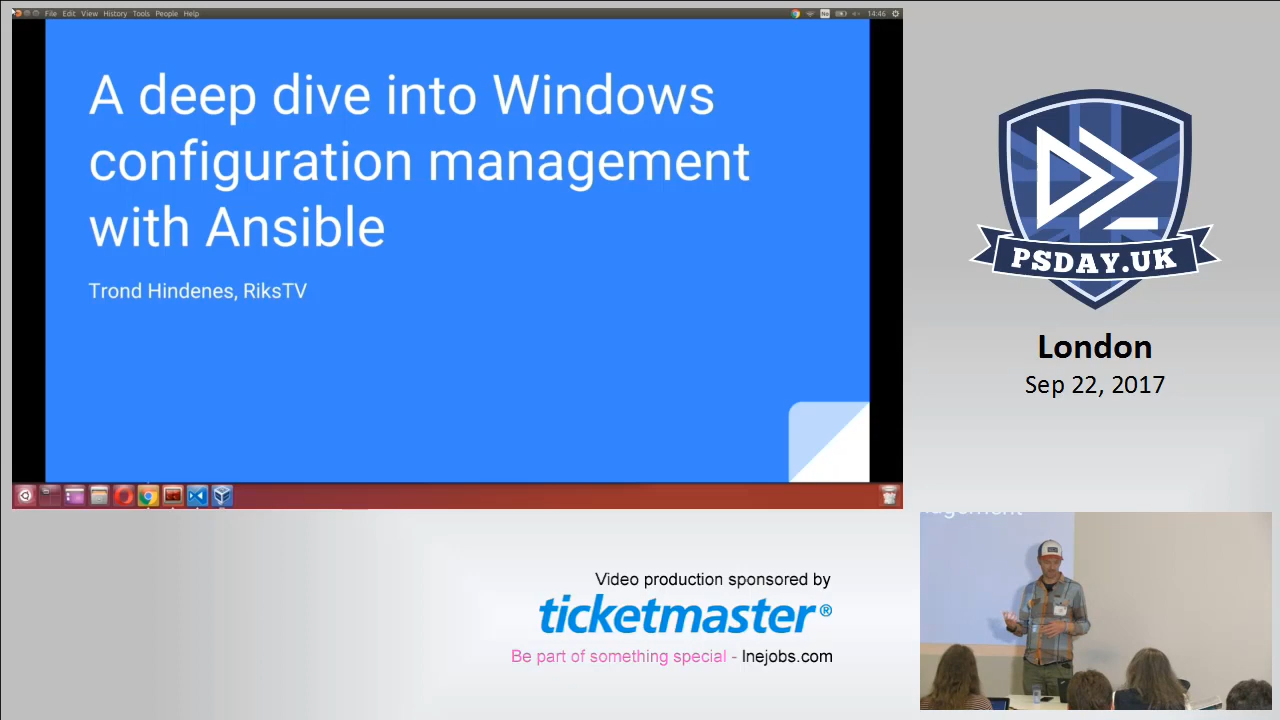 File Edit View History Tools People Help
No
14:46
A deep dive into Windows
configuration management
with Ansible
Trond Hindenes, RiksTV
PSDAY.UK
London
Sep 22, 2017
Video production sponsored by
ticketmaster®
Be part of something special - lnejobs.com